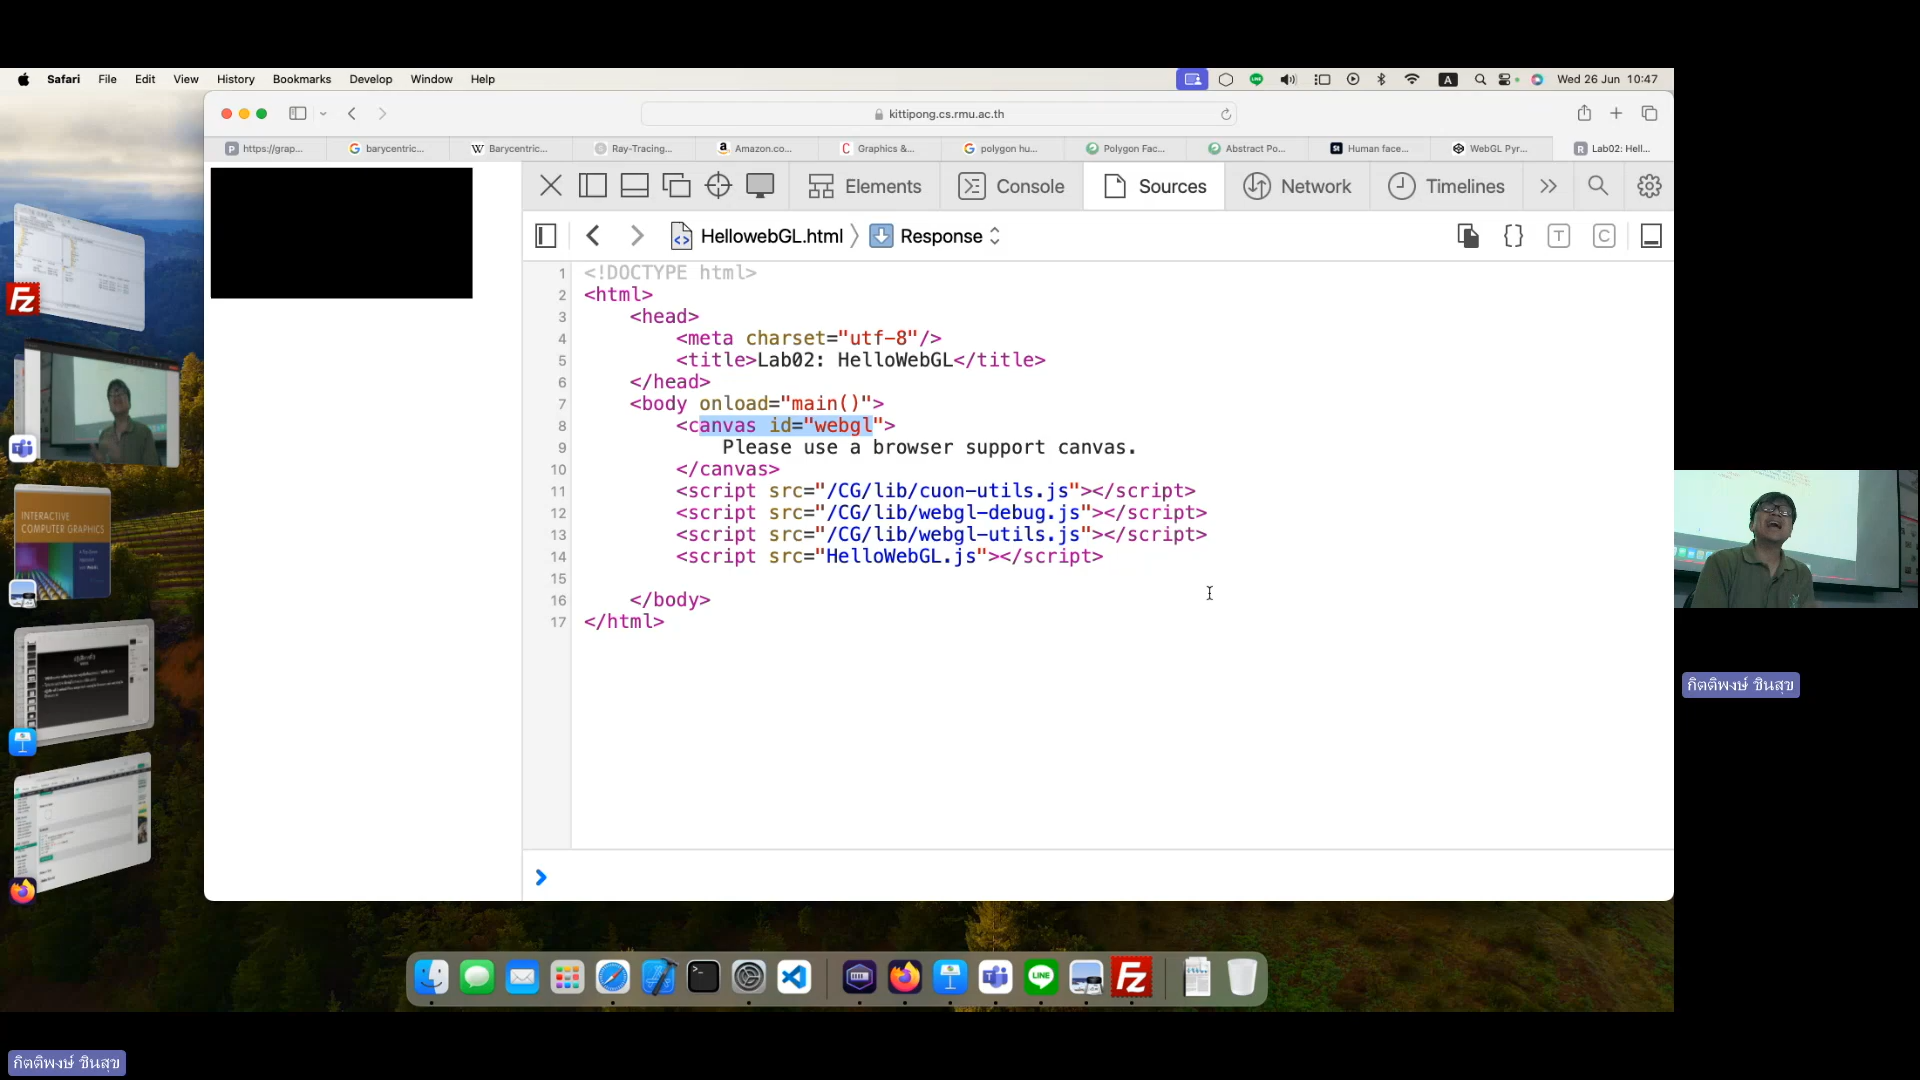 Safari File Edit View History Bookmarks Develop Window Help
A Wed 26 Jun 10:47
kittipong.cs.rmu.ac.th
https://grap... barycentric... Barycentric... Ray-Tracing... Amazon.co... Graphics &... polygon hu... Polygon Fac... Abstract Po... Human face... WebGL Pyr... Lab02: Hell...
Elements Console Sources Network Timelines
HellowebGL.html Response
1 <!DOCTYPE html>
2 <html>
3 <head>
4 <meta charset="utf-8"/>
5 <title>Lab02: HelloWebGL</title>
6 </head>
7 <body onload="main()">
8 <canvas id="webgl">
9 Please use a browser support canvas.
10 </canvas>
11 <script src="/CG/lib/cuon-utils.js"></script>
12 <script src="/CG/lib/webgl-debug.js"></script>
13 <script src="/CG/lib/webgl-utils.js"></script>
14 <script src="HelloWebGL.js"></script>
15
16 </body>
17 </html>
INTERACTIVE
COMPUTER GRAPHICS
LINE
Fz
กิตติพงษ์ ชินสุข
กิตติพงษ์ ชินสุข